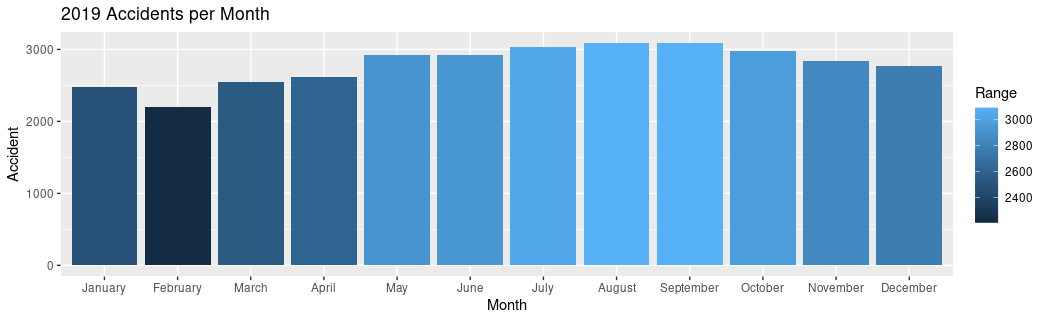 2019 Accidents per Month
Accident
3000
2000
1000
0
January February March April May June July August September October November December
Month
Range
3000
2800
2600
2400